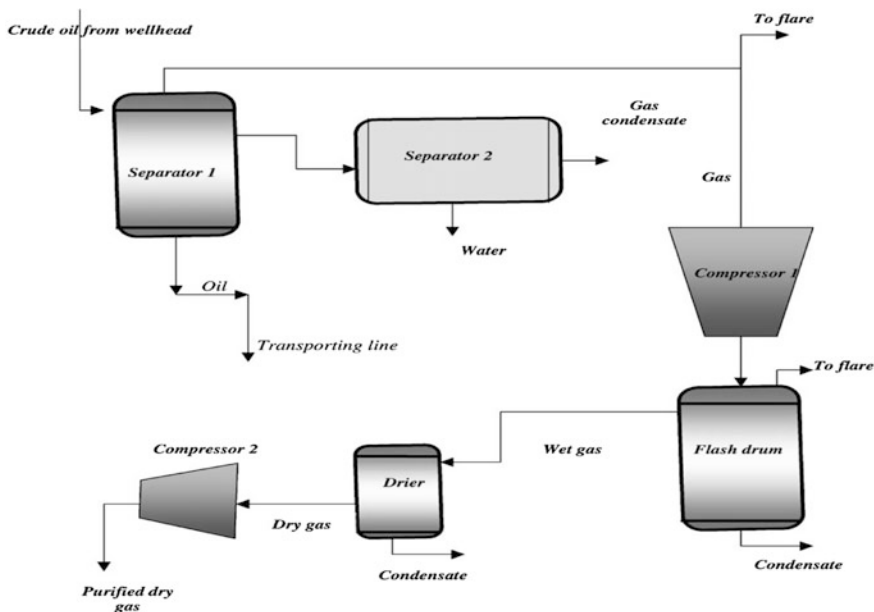 Crude oil from wellhead
To flare
Gas
condensate
Separator 1
Separator 2
Gas
Water
Compressor 1
Oil
Transporting line
To flare
Compressor 2
Wet gas
Flash drum
Drier
Dry gas
Condensate
Condensate
Purified dry
gas